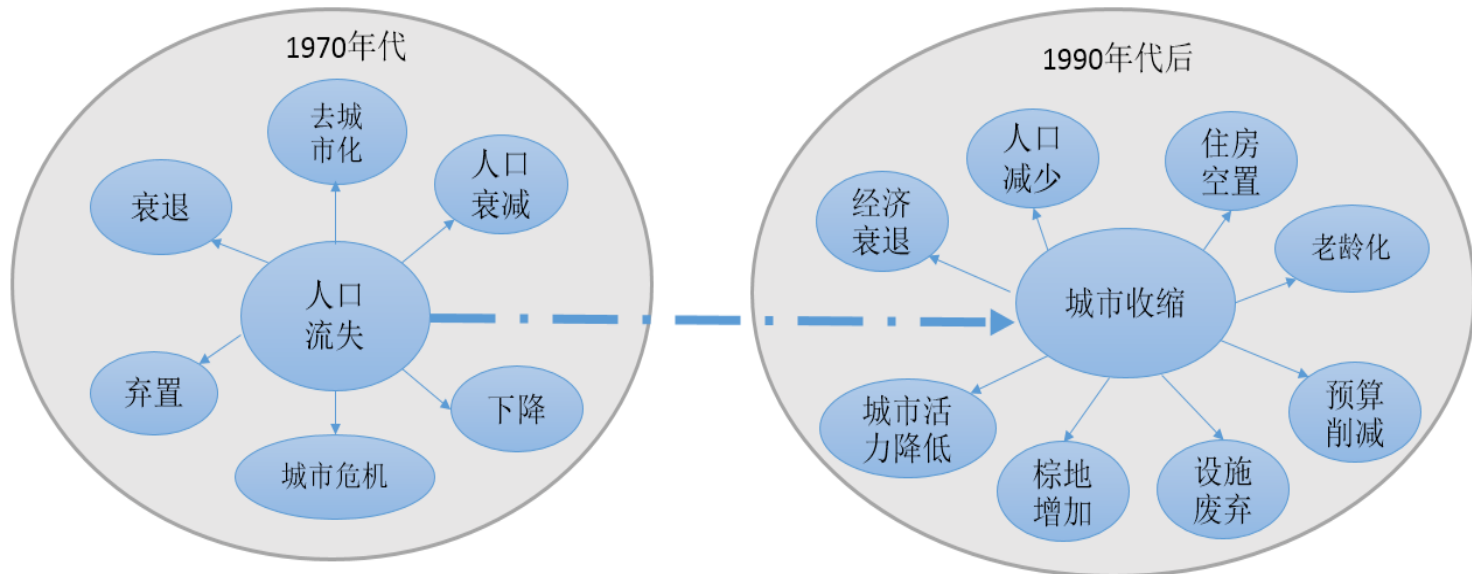 1970年代
去城
市化
人口
衰减
衰退
人口
流失
弃置
下降
城市危机
1990年代后
人口
减少
住房
空置
经济
衰退
老龄化
城市收缩
预算
削减
城市活
力降低
棕地
增加
设施
废弃